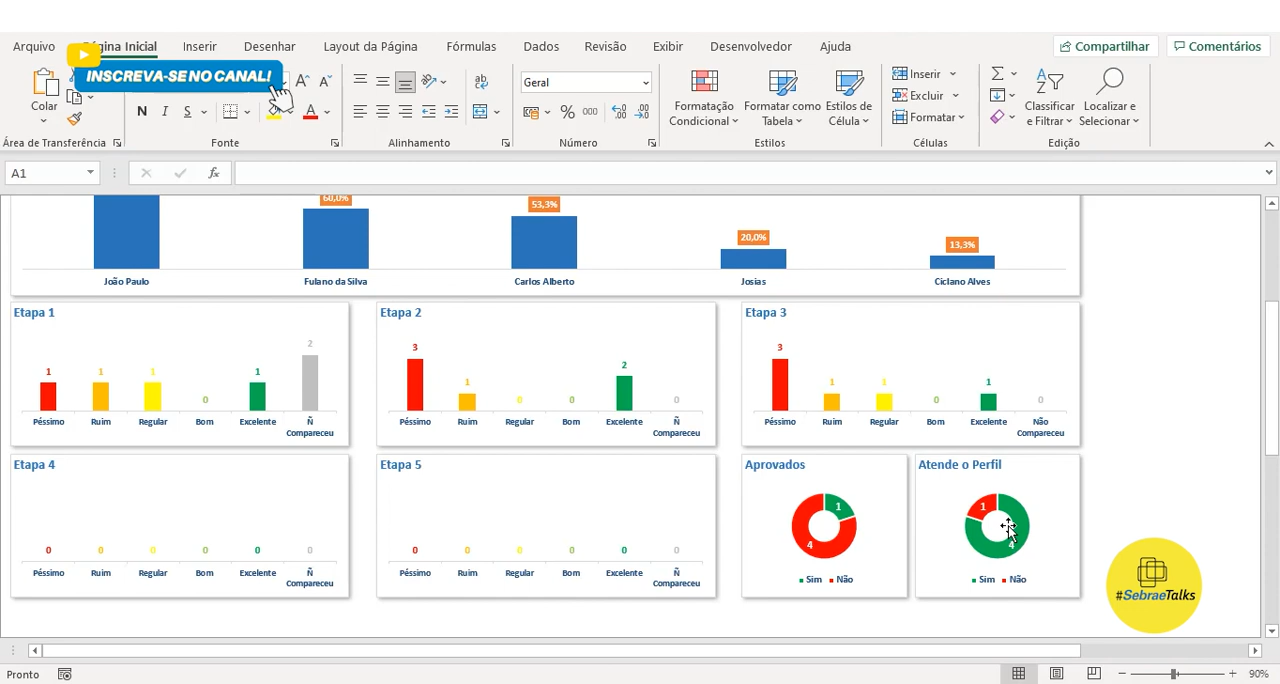 Arquivo Página Inicial Inserir Desenhar Layout da Página Fórmulas Dados Revisão Exibir Desenvolvedor Ajuda Compartilhar Comentários
INSCREVA-SE NO CANAL!
Colar
N I S
A A A
ab
Geral
% 000
Formatação Condicional
Formatar como Tabela
Estilos de Célula
Inserir
Excluir
Formatar
Classificar e Filtrar
Localizar e Selecionar
Área de Transferência Fonte Alinhamento Número Estilos Células Edição
A1 fx
60,0% 53,3% 20,0% 13,3%
João Paulo Fulano da Silva Carlos Alberto Josias Ciclano Alves
Etapa 1
1 1 1 0 1 2
Péssimo Ruim Regular Bom Excelente Ñ
Compareceu
Etapa 2
3 1 0 0 2 0
Péssimo Ruim Regular Bom Excelente Ñ
Compareceu
Etapa 3
3 1 1 0 1 0
Péssimo Ruim Regular Bom Excelente Não
Compareceu
Etapa 4
0 0 0 0 0 0
Péssimo Ruim Regular Bom Excelente Ñ
Compareceu
Etapa 5
0 0 0 0 0 0
Péssimo Ruim Regular Bom Excelente Ñ
Compareceu
Aprovados
1
4
Sim Não
Atende o Perfil
1
4
Sim Não
#SebraeTalks
Pronto 90%